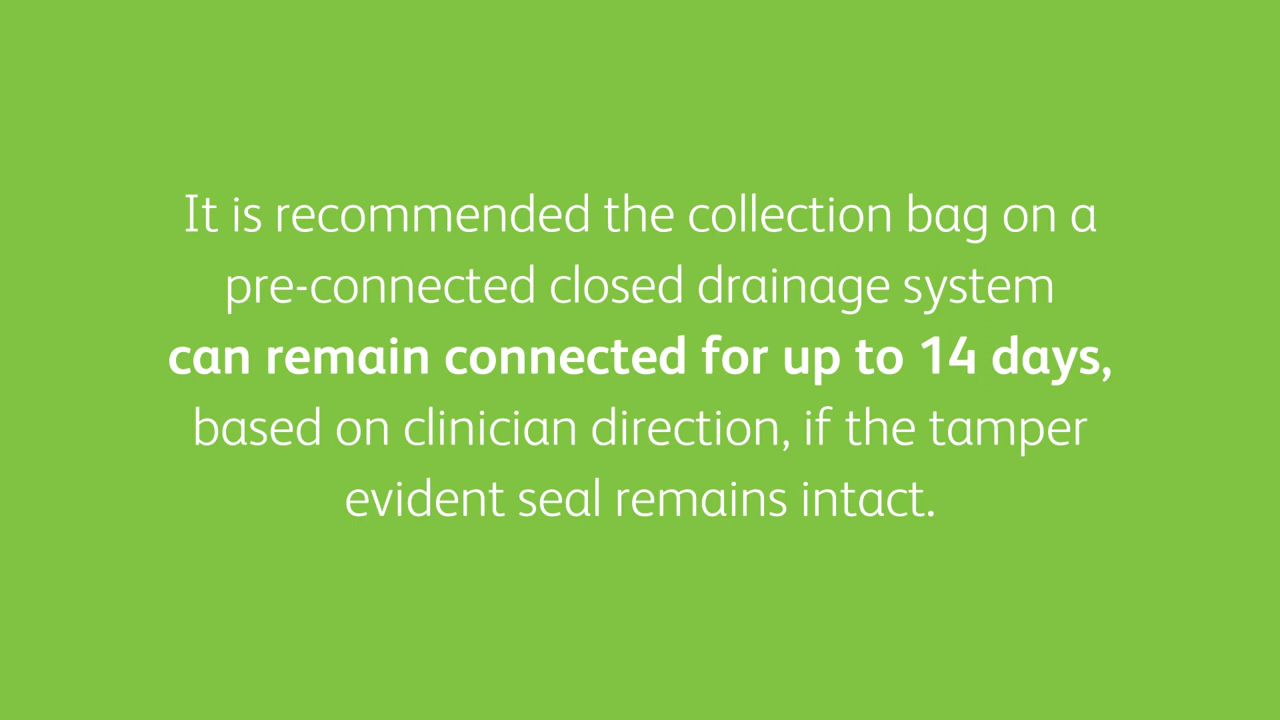 It is recommended the collection bag on a
pre-connected closed drainage system
can remain connected for up to 14 days,
based on clinician direction, if the tamper
evident seal remains intact.